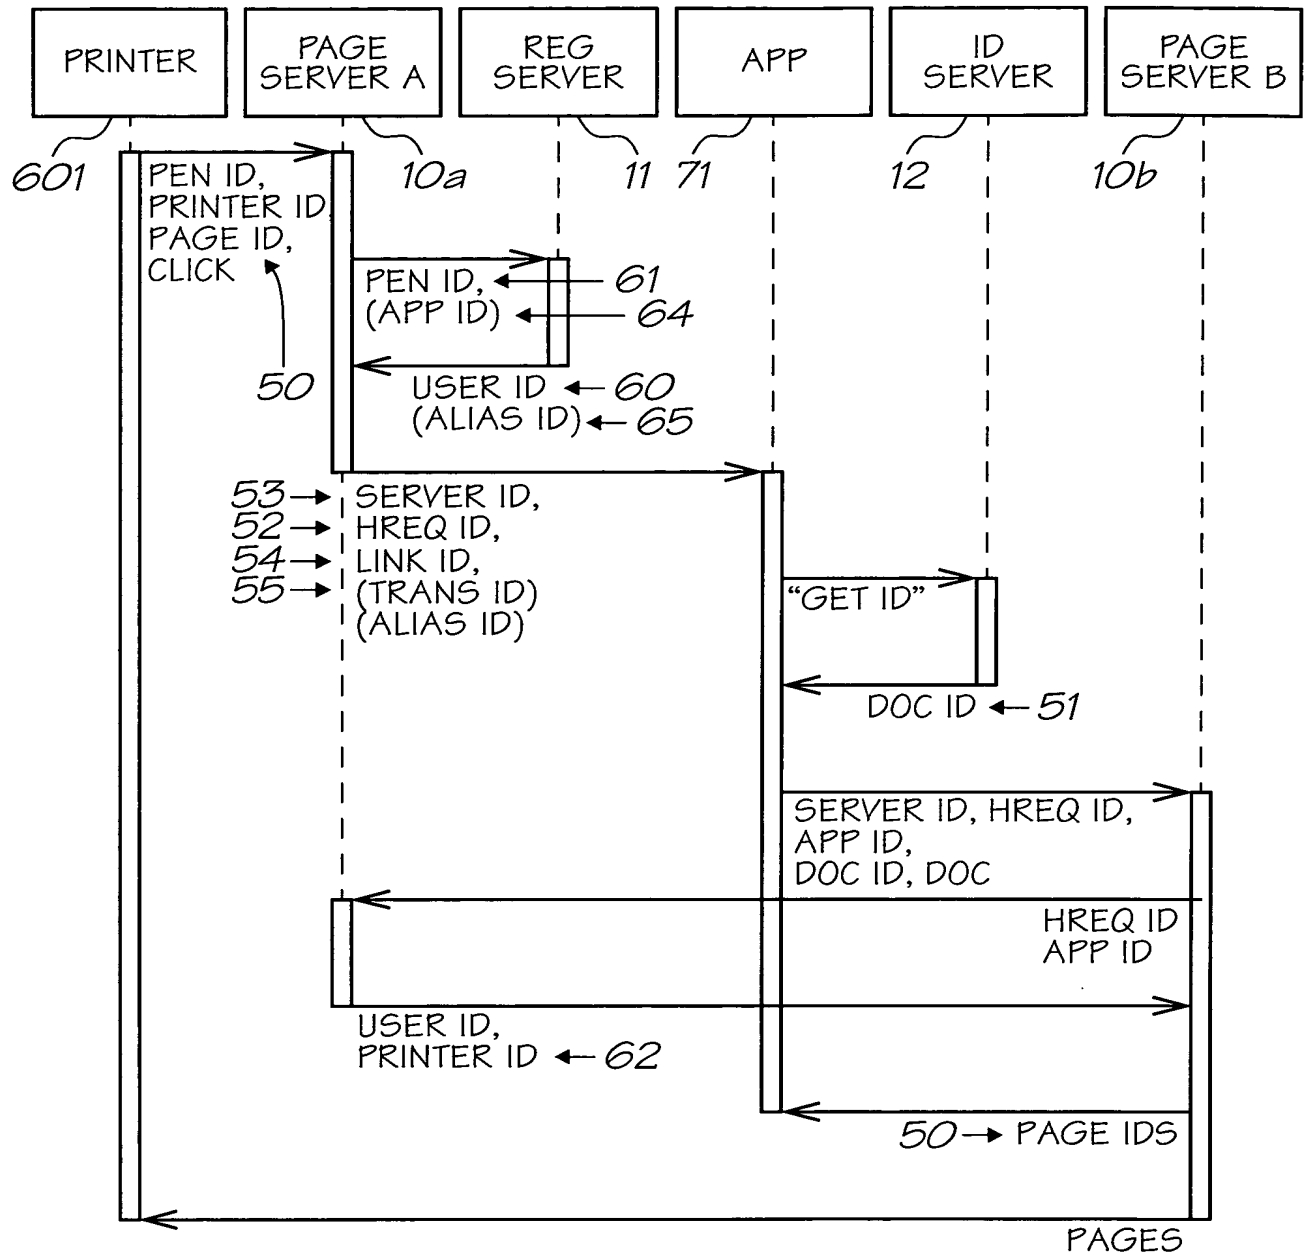 PRINTER
PAGE
SERVER A
REG
SERVER
APP
ID
SERVER
PAGE
SERVER B
601
10a
11
71
12
10b
PEN ID,
PRINTER ID
PAGE ID,
CLICK
50
PEN ID, 61
(APP ID) 64
USER ID 60
(ALIAS ID) 65
53 SERVER ID,
52 HREQ ID,
54 LINK ID,
55 (TRANS ID)
(ALIAS ID)
“GET ID”
DOC ID 51
SERVER ID, HREQ ID,
APP ID,
DOC ID, DOC
HREQ ID
APP ID
USER ID,
PRINTER ID 62
50 PAGE IDS
PAGES